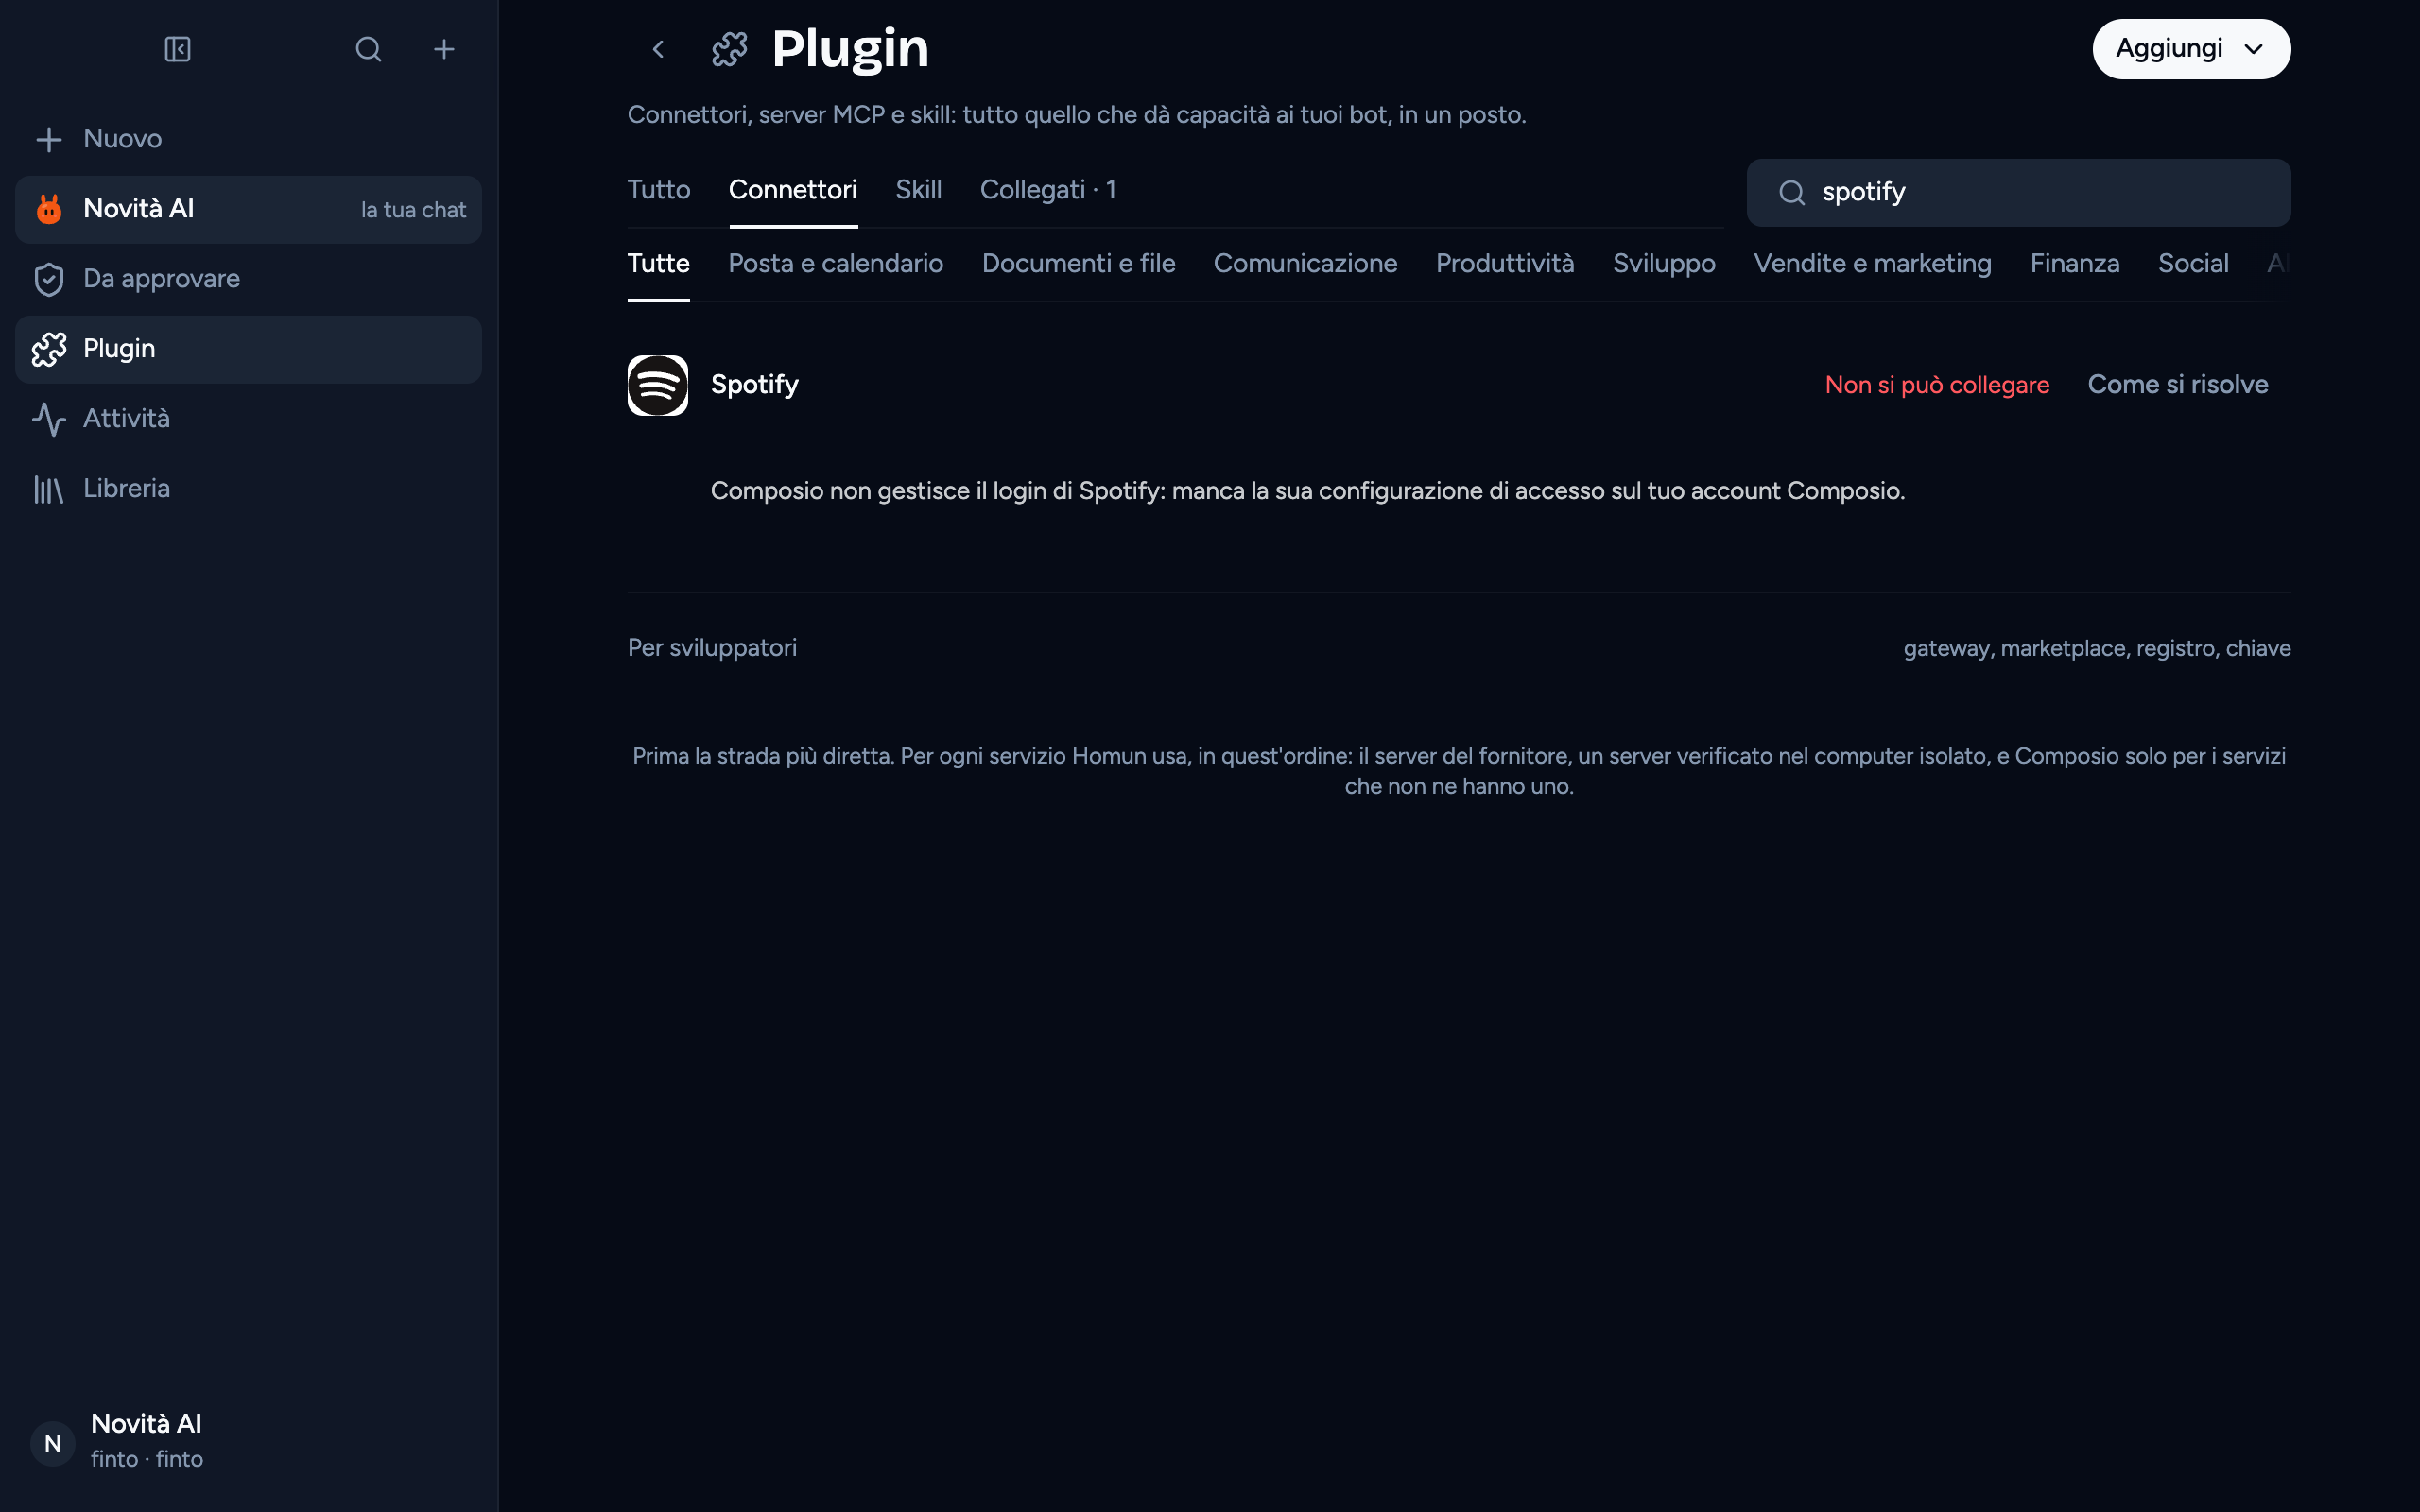 Nuovo
Novità AI
la tua chat
Da approvare
Plugin
Attività
Libreria
Novità AI
N
finto · finto
Plugin
Aggiungi
Connettori, server MCP e skill: tutto quello che dà capacità ai tuoi bot, in un posto.
Tutto
Connettori
Skill
Collegati · 1
spotify
Tutte
Posta e calendario
Documenti e file
Comunicazione
Produttività
Sviluppo
Vendite e marketing
Finanza
Social
Spotify
Non si può collegare
Come si risolve
Composio non gestisce il login di Spotify: manca la sua configurazione di accesso sul tuo account Composio.
Per sviluppatori
gateway, marketplace, registro, chiave
Prima la strada più diretta. Per ogni servizio Homun usa, in quest'ordine: il server del fornitore, un server verificato nel computer isolato, e Composio solo per i servizi
che non ne hanno uno.